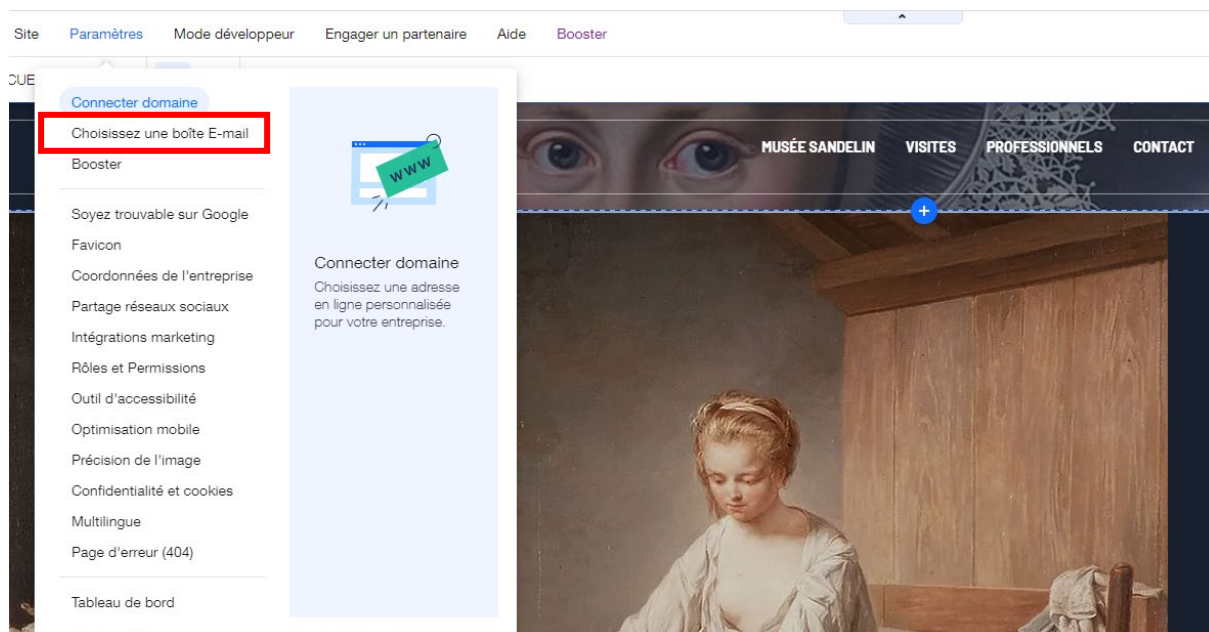 Site Paramètres Mode développeur Engager un partenaire Aide Booster
CUE
Connecter domaine
Choisissez une boîte E-mail
Booster
Soyez trouvable sur Google
Favicon
Coordonnées de l'entreprise
Partage réseaux sociaux
Intégrations marketing
Rôles et Permissions
Outil d'accessibilité
Optimisation mobile
Précision de l'image
Confidentialité et cookies
Multilingue
Page d'erreur (404)
Tableau de bord
www
Connecter domaine
Choisissez une adresse
en ligne personnalisée
pour votre entreprise.
MUSÉE SANDELIN VISITES PROFESSIONNELS CONTACT